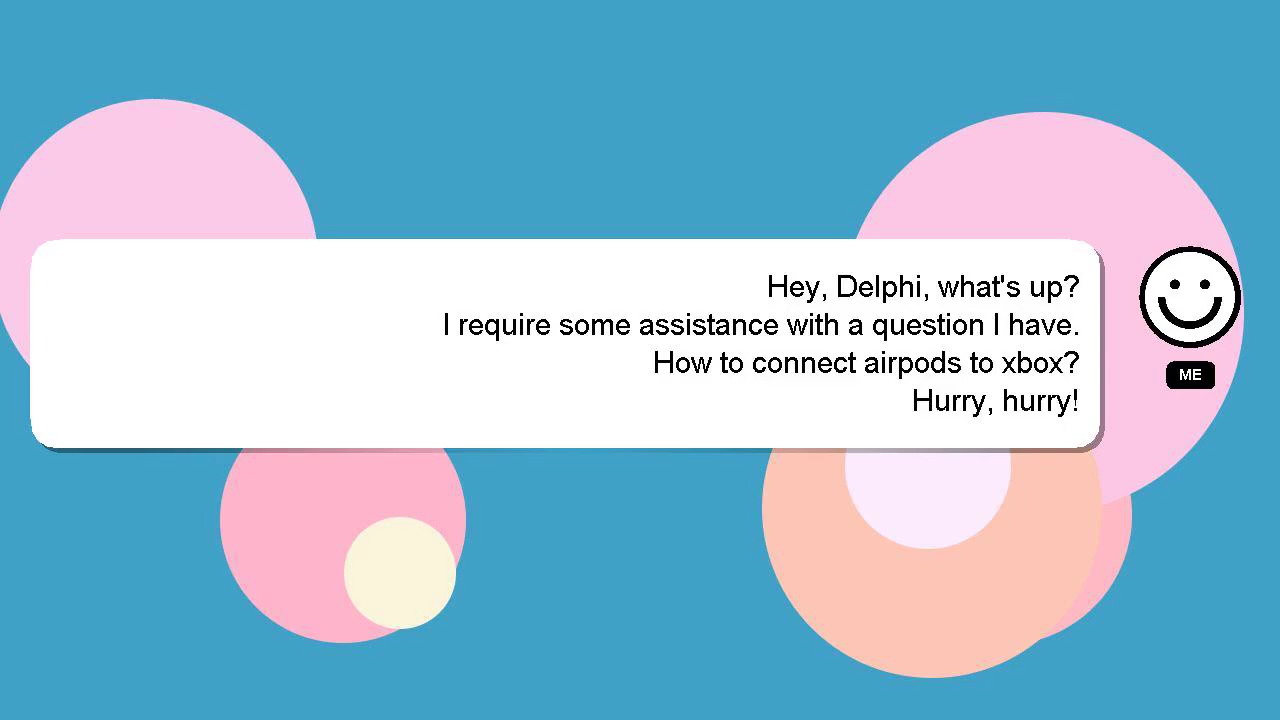 Hey, Delphi, what's up?
I require some assistance with a question I have.
How to connect airpods to xbox?
Hurry, hurry!
ME